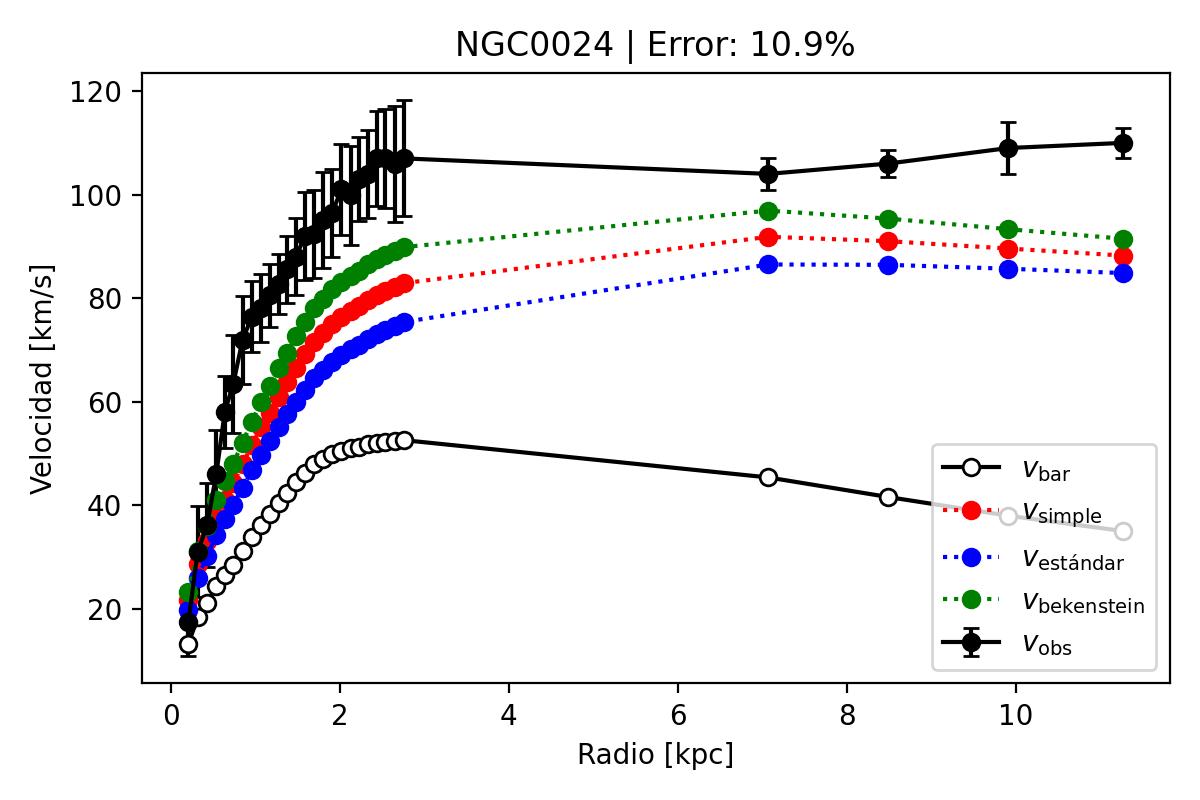 NGC0024 | Error: 10.9%
Velocidad [km/s]
120
100
80
60
40
20
v_bar
v_simple
v_estándar
v_bekenstein
v_obs
0 2 4 6 8 10
Radio [kpc]